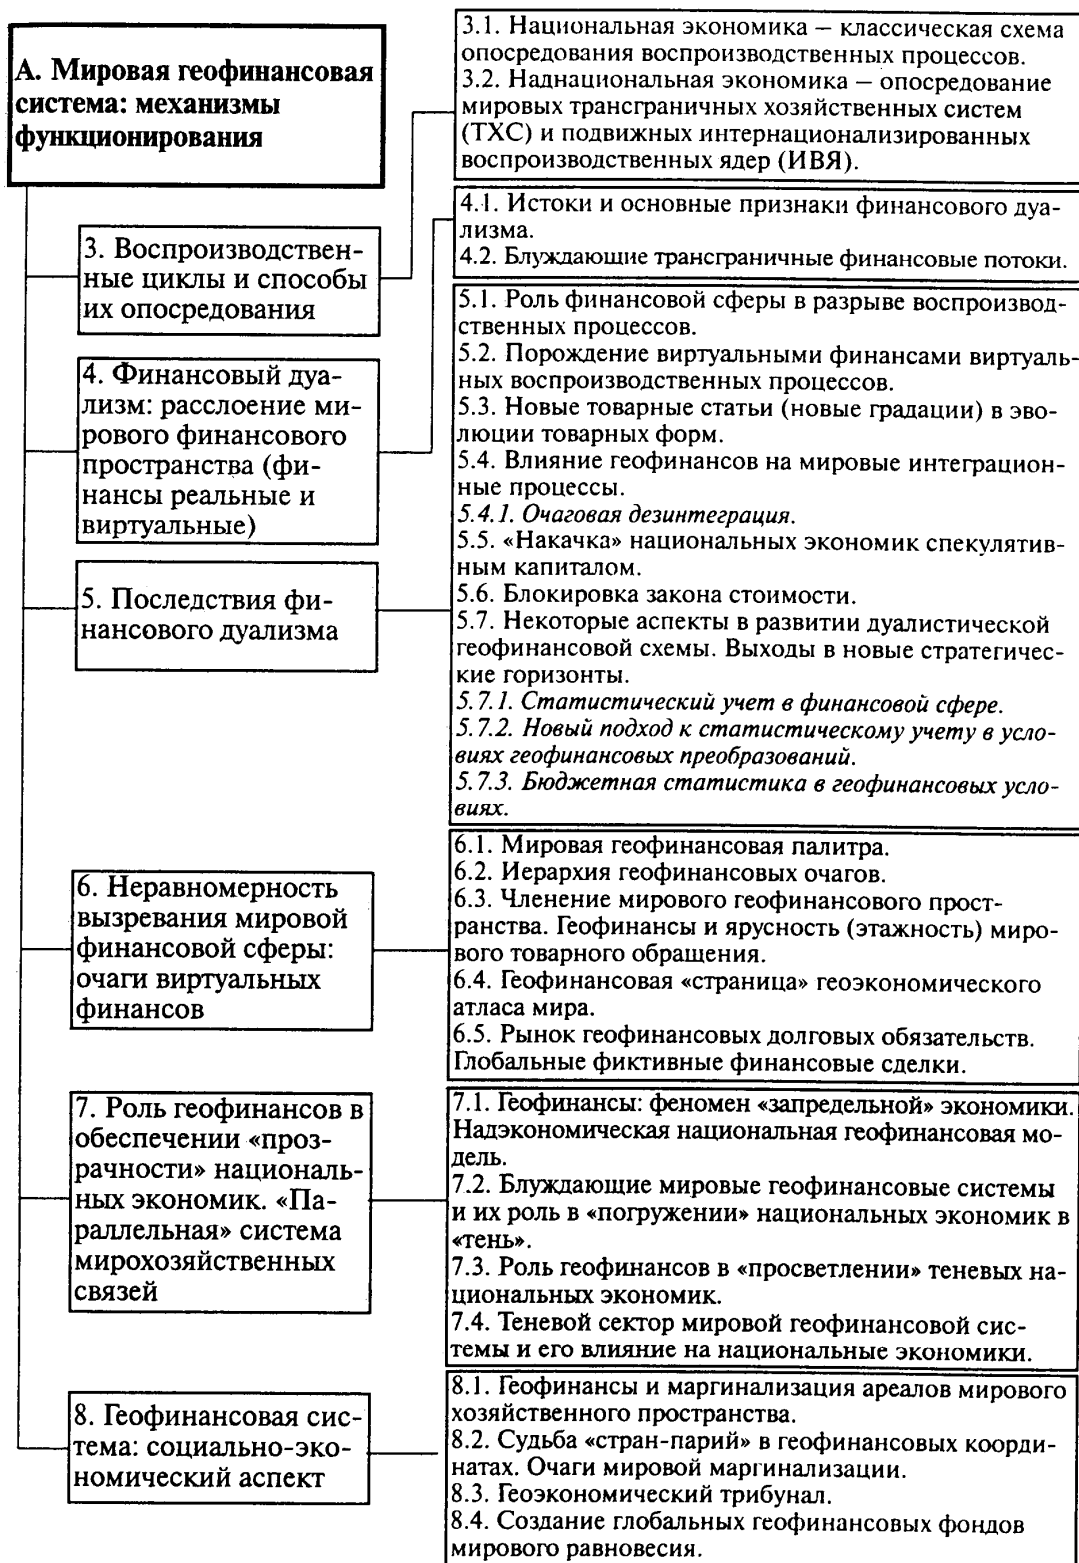 А. Мировая геофинансовая
система: механизмы
функционирования
3. Воспроизводствен-
ные циклы и способы
их опосредования
3.1. Национальная экономика — классическая схема
опосредования воспроизводственных процессов.
3.2. Наднациональная экономика — опосредование
мировых трансграничных хозяйственных систем
(ТХС) и подвижных интернационализированных
воспроизводственных ядер (ИВЯ).
4. Финансовый дуа-
лизм: расслоение ми-
рового финансового
пространства (фи-
нансы реальные и
виртуальные)
4.1. Истоки и основные признаки финансового дуа-
лизма.
4.2. Блуждающие трансграничные финансовые потоки.
5. Последствия фи-
нансового дуализма
5.1. Роль финансовой сферы в разрыве воспроизвод-
ственных процессов.
5.2. Порождение виртуальными финансами виртуаль-
ных воспроизводственных процессов.
5.3. Новые товарные статьи (новые градации) в эво-
люции товарных форм.
5.4. Влияние геофинансов на мировые интеграцион-
ные процессы.
5.4.1. Очаговая дезинтеграция.
5.5. «Накачка» национальных экономик спекулятив-
ным капиталом.
5.6. Блокировка закона стоимости.
5.7. Некоторые аспекты в развитии дуалистической
геофинансовой схемы. Выходы в новые стратегичес-
кие горизонты.
5.7.1. Статистический учет в финансовой сфере.
5.7.2. Новый подход к статистическому учету в усло-
виях геофинансовых преобразований.
5.7.3. Бюджетная статистика в геофинансовых усло-
виях.
6. Неравномерность
вызревания мировой
финансовой сферы:
очаги виртуальных
финансов
6.1. Мировая геофинансовая палитра.
6.2. Иерархия геофинансовых очагов.
6.3. Членение мирового геофинансового прост-
ранства. Геофинансы и ярусность (этажность) миро-
вого товарного обращения.
6.4. Геофинансовая «страница» геоэкономического
атласа мира.
6.5. Рынок геофинансовых долговых обязательств.
Глобальные фиктивные финансовые сделки.
7. Роль геофинансов в
обеспечении «проз-
рачности» националь-
ных экономик. «Па-
раллельная» система
мирохозяйственных
связей
7.1. Геофинансы: феномен «запредельной» экономики.
Надэкономическая национальная геофинансовая мо-
дель.
7.2. Блуждающие мировые геофинансовые системы
и их роль в «погружении» национальных экономик в
«тень».
7.3. Роль геофинансов в «просветлении» теневых на-
циональных экономик.
7.4. Теневой сектор мировой геофинансовой сис-
темы и его влияние на национальные экономики.
8. Геофинансовая сис-
тема: социально-эко-
номический аспект
8.1. Геофинансы и маргинализация ареалов мирового
хозяйственного пространства.
8.2. Судьба «стран-парий» в геофинансовых коорди-
натах. Очаги мировой маргинализации.
8.3. Геоэкономический трибунал.
8.4. Создание глобальных геофинансовых фондов
мирового равновесия.